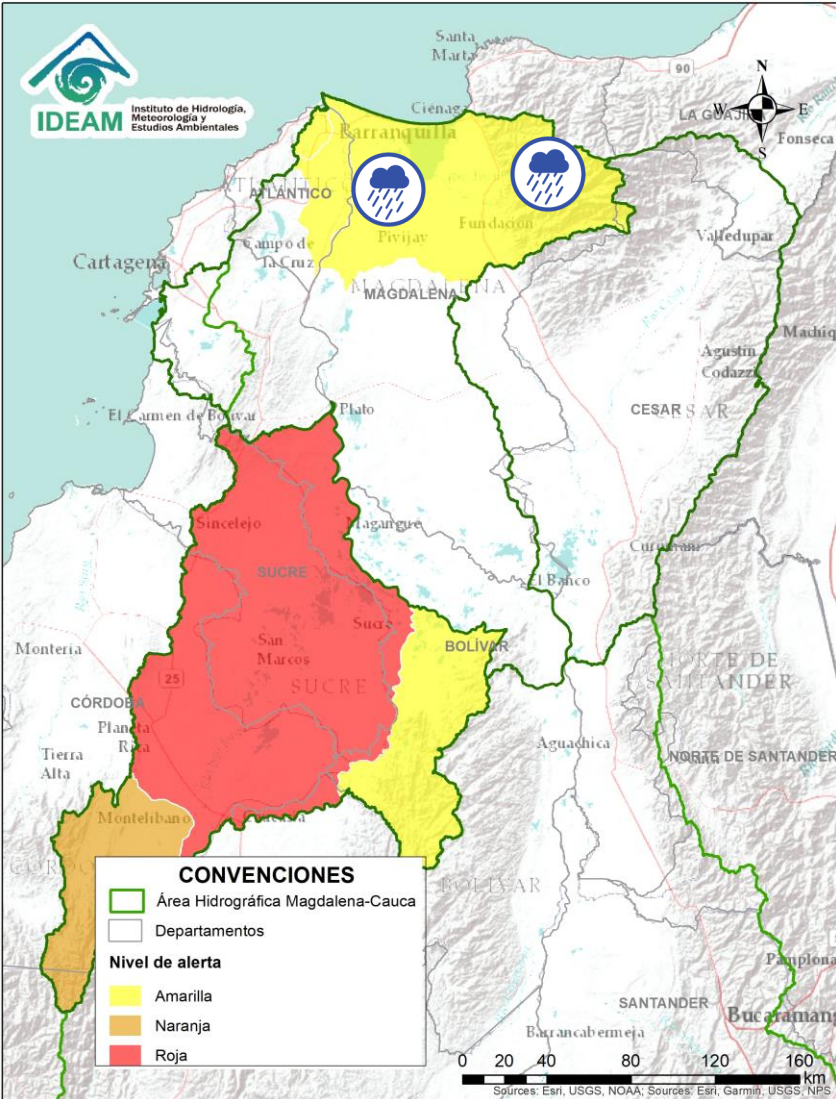 IDEAM
Instituto de Hidrología,
Meteorología y
Estudios Ambientales
Santa
Marta
90
N
W
E
S
Ciénaga
LA GUAJIRA
Fonseca
Barranquilla
ATLÁNTICO
ATLANTICO
Fundación
Valledupar
Pivijay
Campo de
la Cruz
Cartagena
MAGDALENA
MAGDALENA
Agustín
Codazzi
El Carmen de Bolívar
Plato
CESAR
CESAR
Sincelejo
Magangué
SUCRE
Curumaní
El Banco
Sucre
San
Marcos
BOLÍVAR
Montería
25
SUCRE
NORTE DE
SANTANDER
CÓRDOBA
Planeta
Rica
Tierra
Alta
Aguachica
NORTE DE SANTANDER
Montelíbano
BOLÍVAR
CONVENCIONES
Área Hidrográfica Magdalena-Cauca
Departamentos
Nivel de alerta
Amarilla
Naranja
Roja
Pamplona
SANTANDER
Bucaramang
Barrancabermeja
0 20 40 80 120 160
km
Sources: Esri, USGS, NOAA; Sources: Esri, Garmin, USGS, NPS